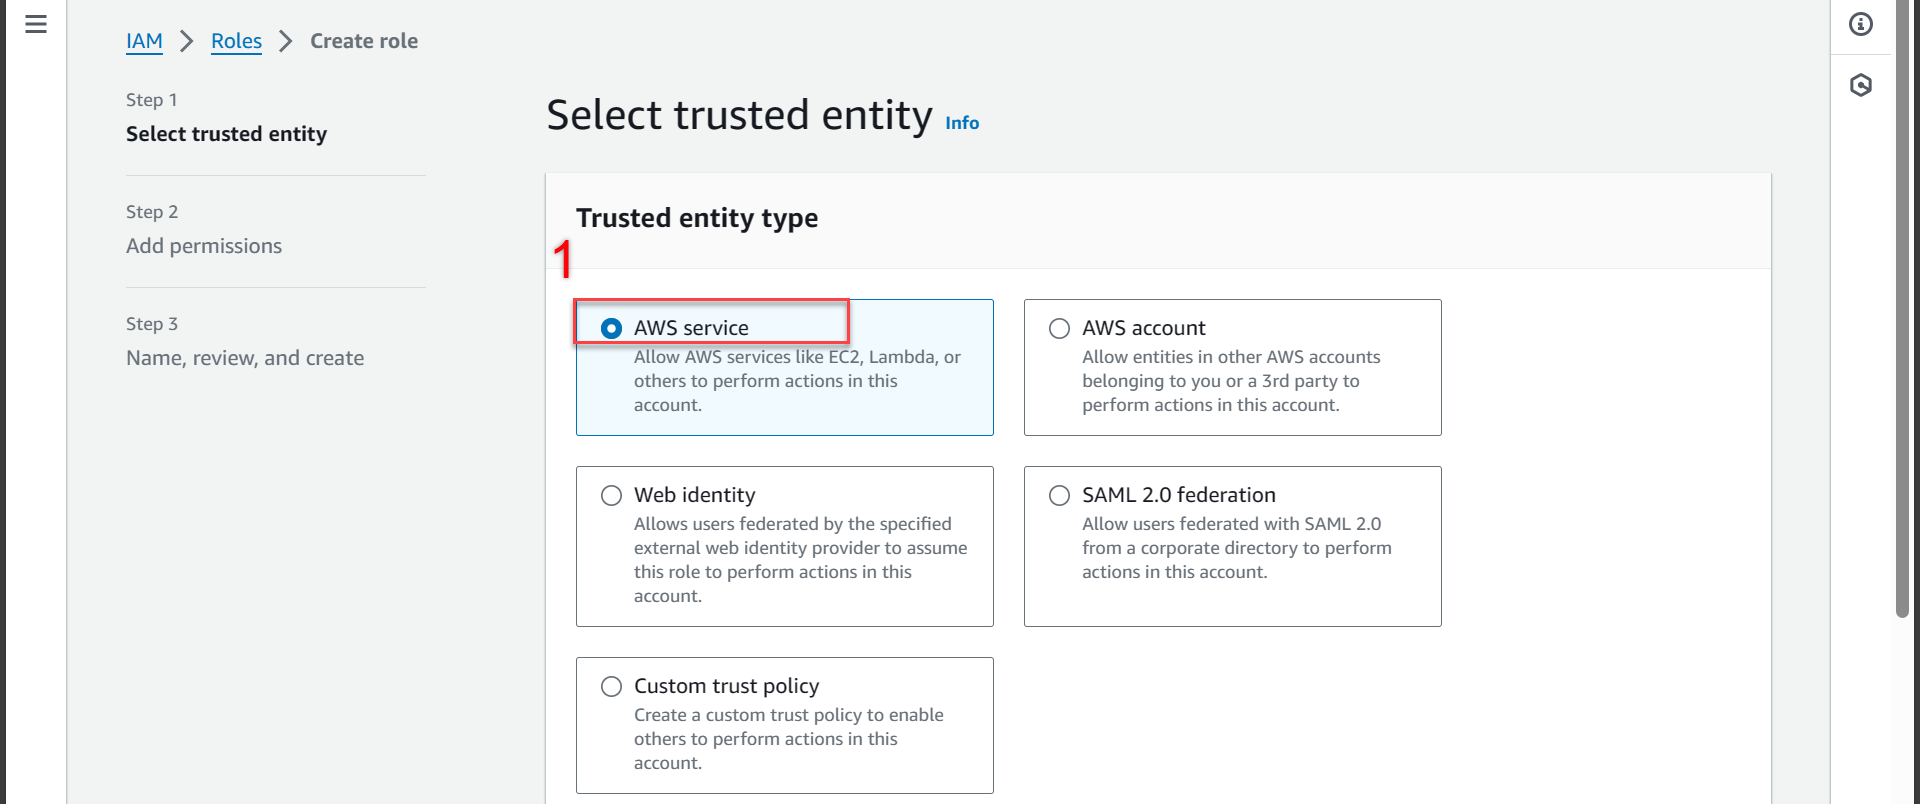 IAM > Roles > Create role
Step 1
Select trusted entity
Step 2
Add permissions
Step 3
Name, review, and create
Select trusted entity Info
Trusted entity type
1
AWS service
Allow AWS services like EC2, Lambda, or
others to perform actions in this
account.
AWS account
Allow entities in other AWS accounts
belonging to you or a 3rd party to
perform actions in this account.
Web identity
Allows users federated by the specified
external web identity provider to assume
this role to perform actions in this
account.
SAML 2.0 federation
Allow users federated with SAML 2.0
from a corporate directory to perform
actions in this account.
Custom trust policy
Create a custom trust policy to enable
others to perform actions in this
account.